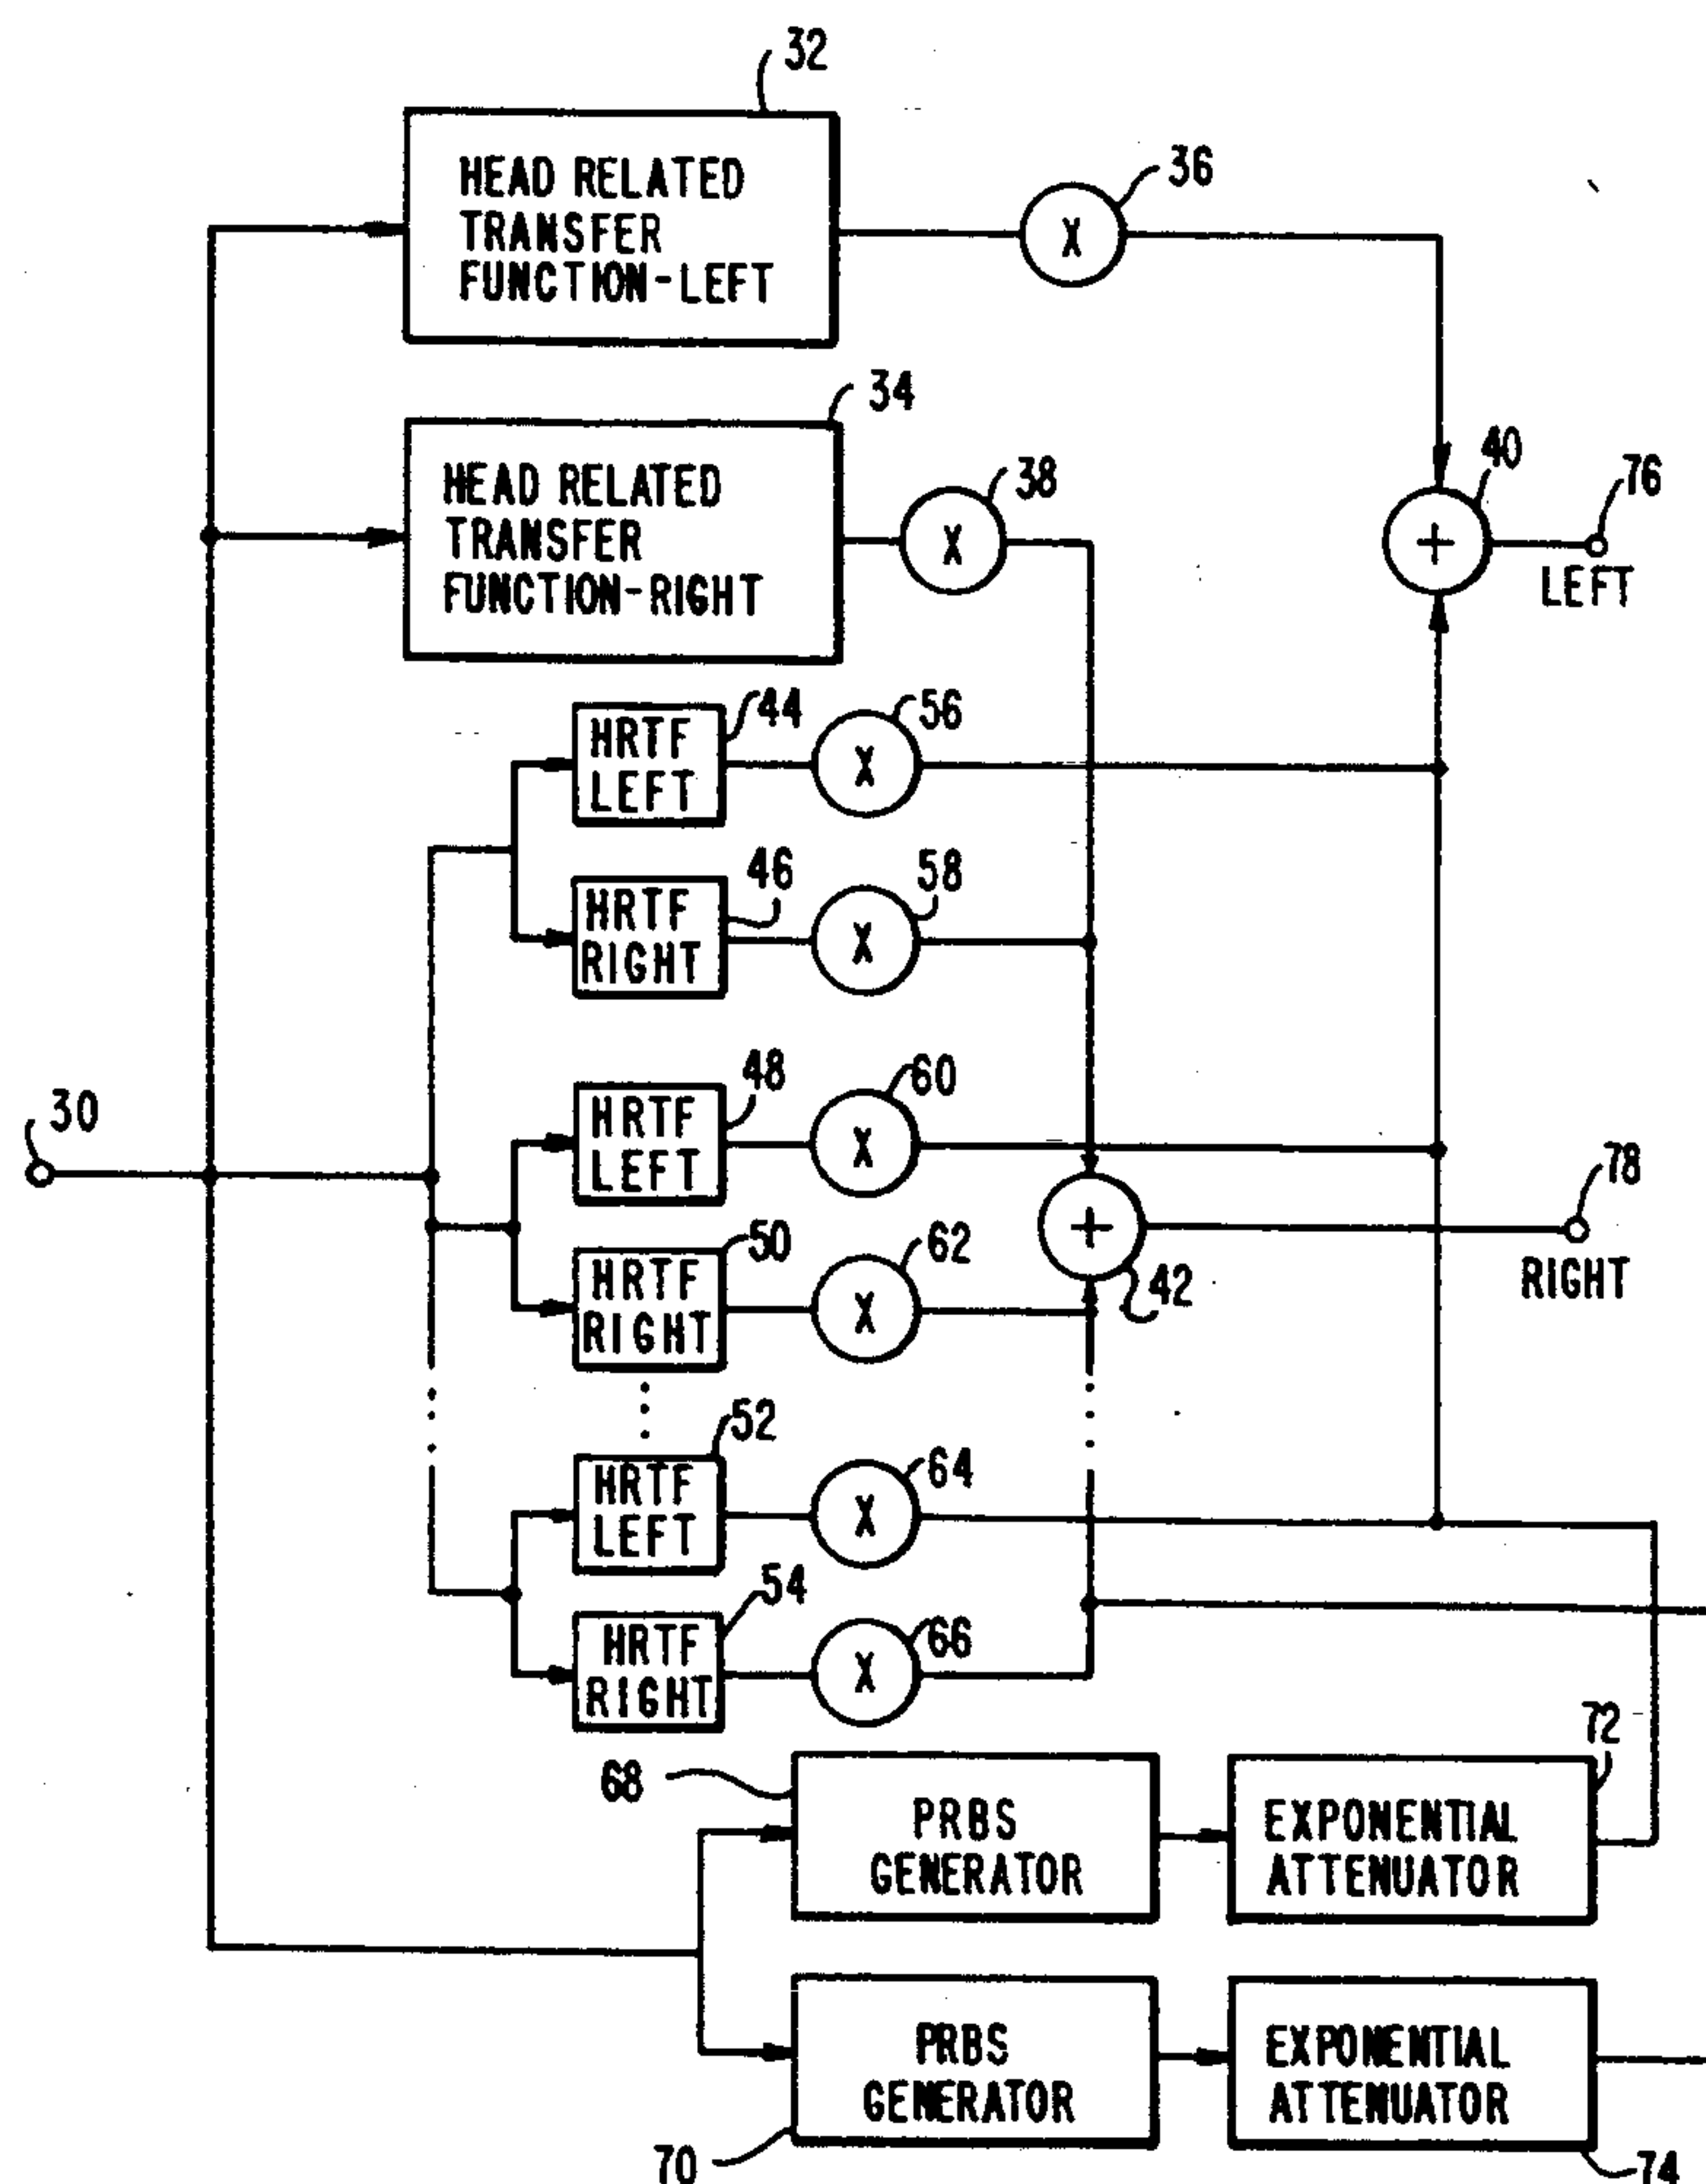 32
HEAD RELATED
TRANSFER
FUNCTION-LEFT
X
36
34
HEAD RELATED
TRANSFER
FUNCTION-RIGHT
X
38
40
+
76
LEFT
44
HRTF
LEFT
X
56
46
HRTF
RIGHT
X
58
30
48
HRTF
LEFT
X
60
50
HRTF
RIGHT
X
62
+
42
78
RIGHT
52
HRTF
LEFT
X
64
54
HRTF
RIGHT
X
66
68
PRBS
GENERATOR
72
EXPONENTIAL
ATTENUATOR
70
PRBS
GENERATOR
EXPONENTIAL
ATTENUATOR
74